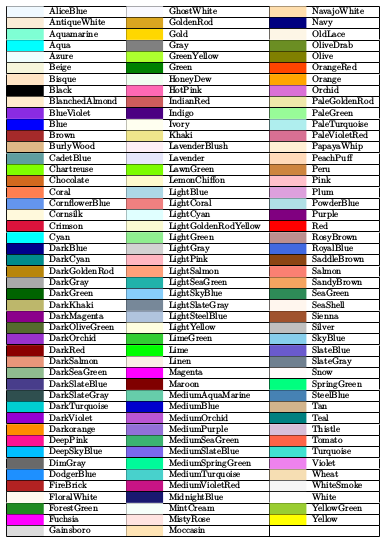 AliceBlue
AntiqueWhite
Aquamarine
Aqua
Azure
Beige
Bisque
Black
BlanchedAlmond
BlueViolet
Blue
Brown
BurlyWood
CadetBlue
Chartreuse
Chocolate
Coral
CornflowerBlue
Cornsilk
Crimson
Cyan
DarkBlue
DarkCyan
DarkGoldenRod
DarkGray
DarkGreen
DarkKhaki
DarkMagenta
DarkOliveGreen
DarkOrchid
DarkRed
DarkSalmon
DarkSeaGreen
DarkSlateBlue
DarkSlateGray
DarkTurquoise
DarkViolet
Darkorange
DeepPink
DeepSkyBlue
DimGray
DodgerBlue
FireBrick
FloralWhite
ForestGreen
Fuchsia
Gainsboro
GhostWhite
GoldenRod
Gold
Gray
GreenYellow
Green
HoneyDew
HotPink
IndianRed
Indigo
Ivory
Khaki
LavenderBlush
Lavender
LawnGreen
LemonChiffon
LightBlue
LightCoral
LightCyan
LightGoldenRodYellow
LightGreen
LightGray
LightPink
LightSalmon
LightSeaGreen
LightSkyBlue
LightSlateGray
LightSteelBlue
LightYellow
LimeGreen
Lime
Linen
Magenta
Maroon
MediumAquaMarine
MediumBlue
MediumOrchid
MediumPurple
MediumSeaGreen
MediumSlateBlue
MediumSpringGreen
MediumTurquoise
MediumVioletRed
MidnightBlue
MintCream
MistyRose
Moccasin
NavajoWhite
Navy
OldLace
OliveDrab
Olive
OrangeRed
Orange
Orchid
PaleGoldenRod
PaleGreen
PaleTurquoise
PaleVioletRed
PapayaWhip
PeachPuff
Peru
Pink
Plum
PowderBlue
Purple
Red
RosyBrown
RoyalBlue
SaddleBrown
Salmon
SandyBrown
SeaGreen
SeaShell
Sienna
Silver
SkyBlue
SlateBlue
SlateGray
Snow
SpringGreen
SteelBlue
Tan
Teal
Thistle
Tomato
Turquoise
Violet
Wheat
WhiteSmoke
White
YellowGreen
Yellow